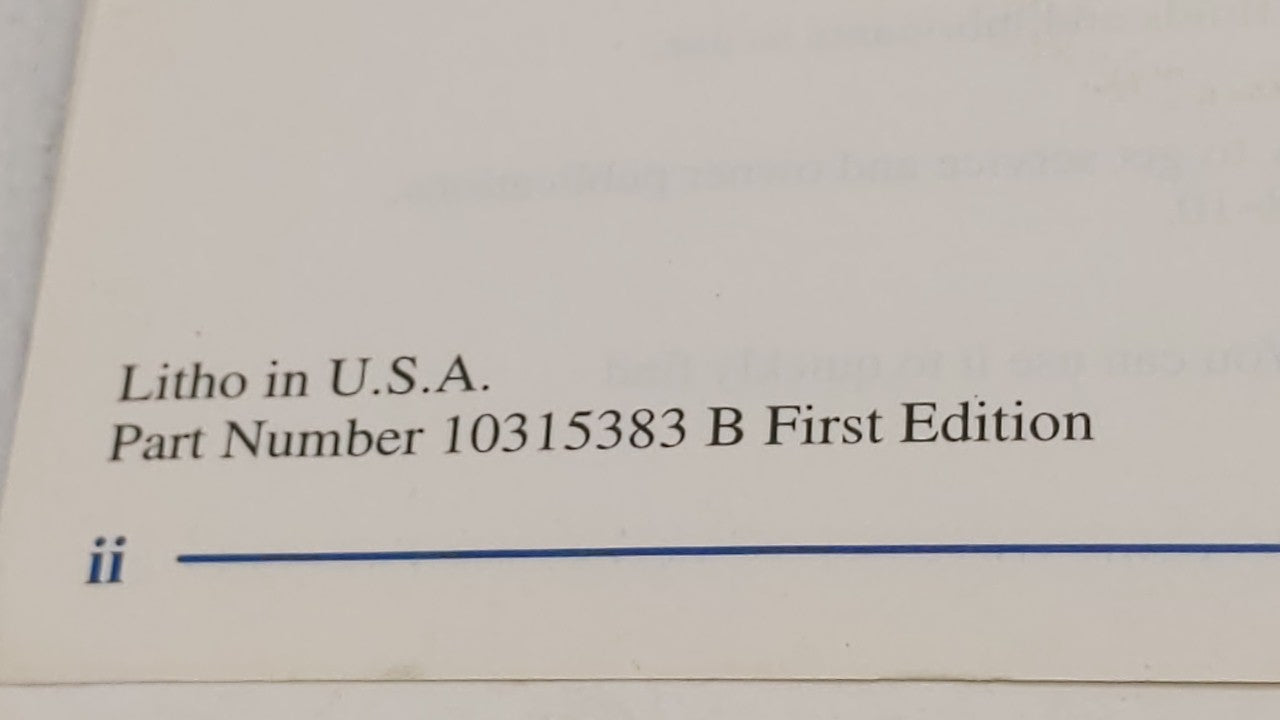 Litho in U.S.A.
Part Number 10315383 B First Edition
ii